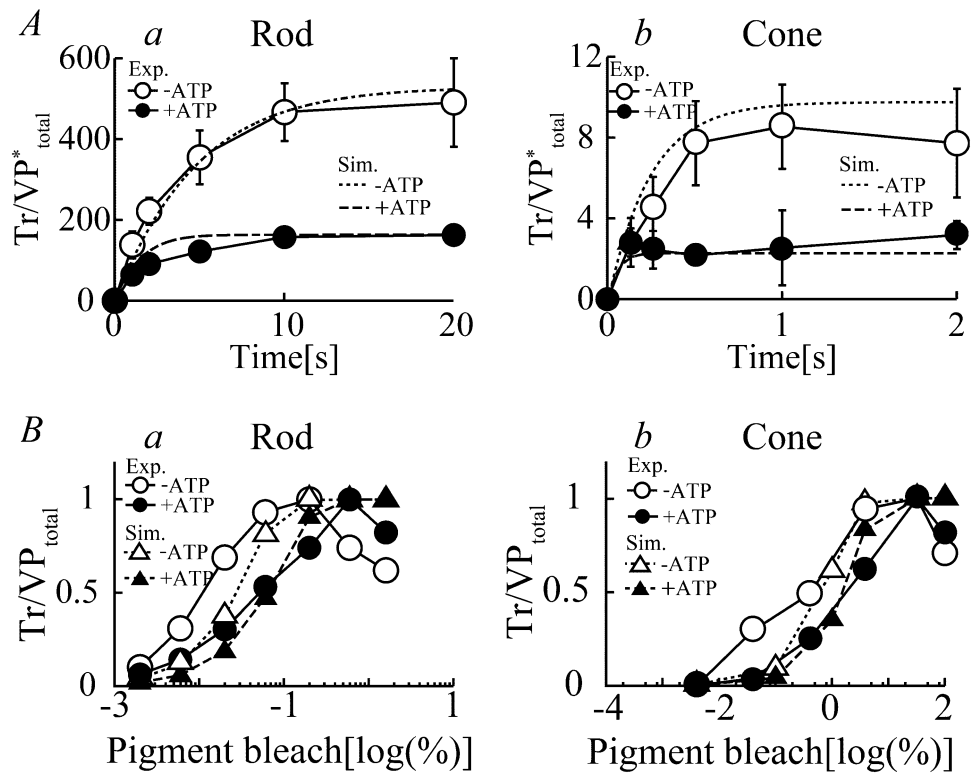 A
a Rod
Tr/VP*total
600
400
200
0
Exp.
-ATP
+ATP
Sim.
-ATP
+ATP
0 10 20
Time[s]
b Cone
Tr/VP*total
12
8
4
0
Exp.
-ATP
+ATP
Sim.
-ATP
+ATP
0 1 2
Time[s]
B
a Rod
Tr/VPtotal
1
0.5
0
Exp.
-ATP
+ATP
Sim.
-ATP
+ATP
-3 -1 1
Pigment bleach[log(%)]
b Cone
Tr/VPtotal
1
0.5
0
Exp.
-ATP
+ATP
Sim.
-ATP
+ATP
-4 -2 0 2
Pigment bleach[log(%)]